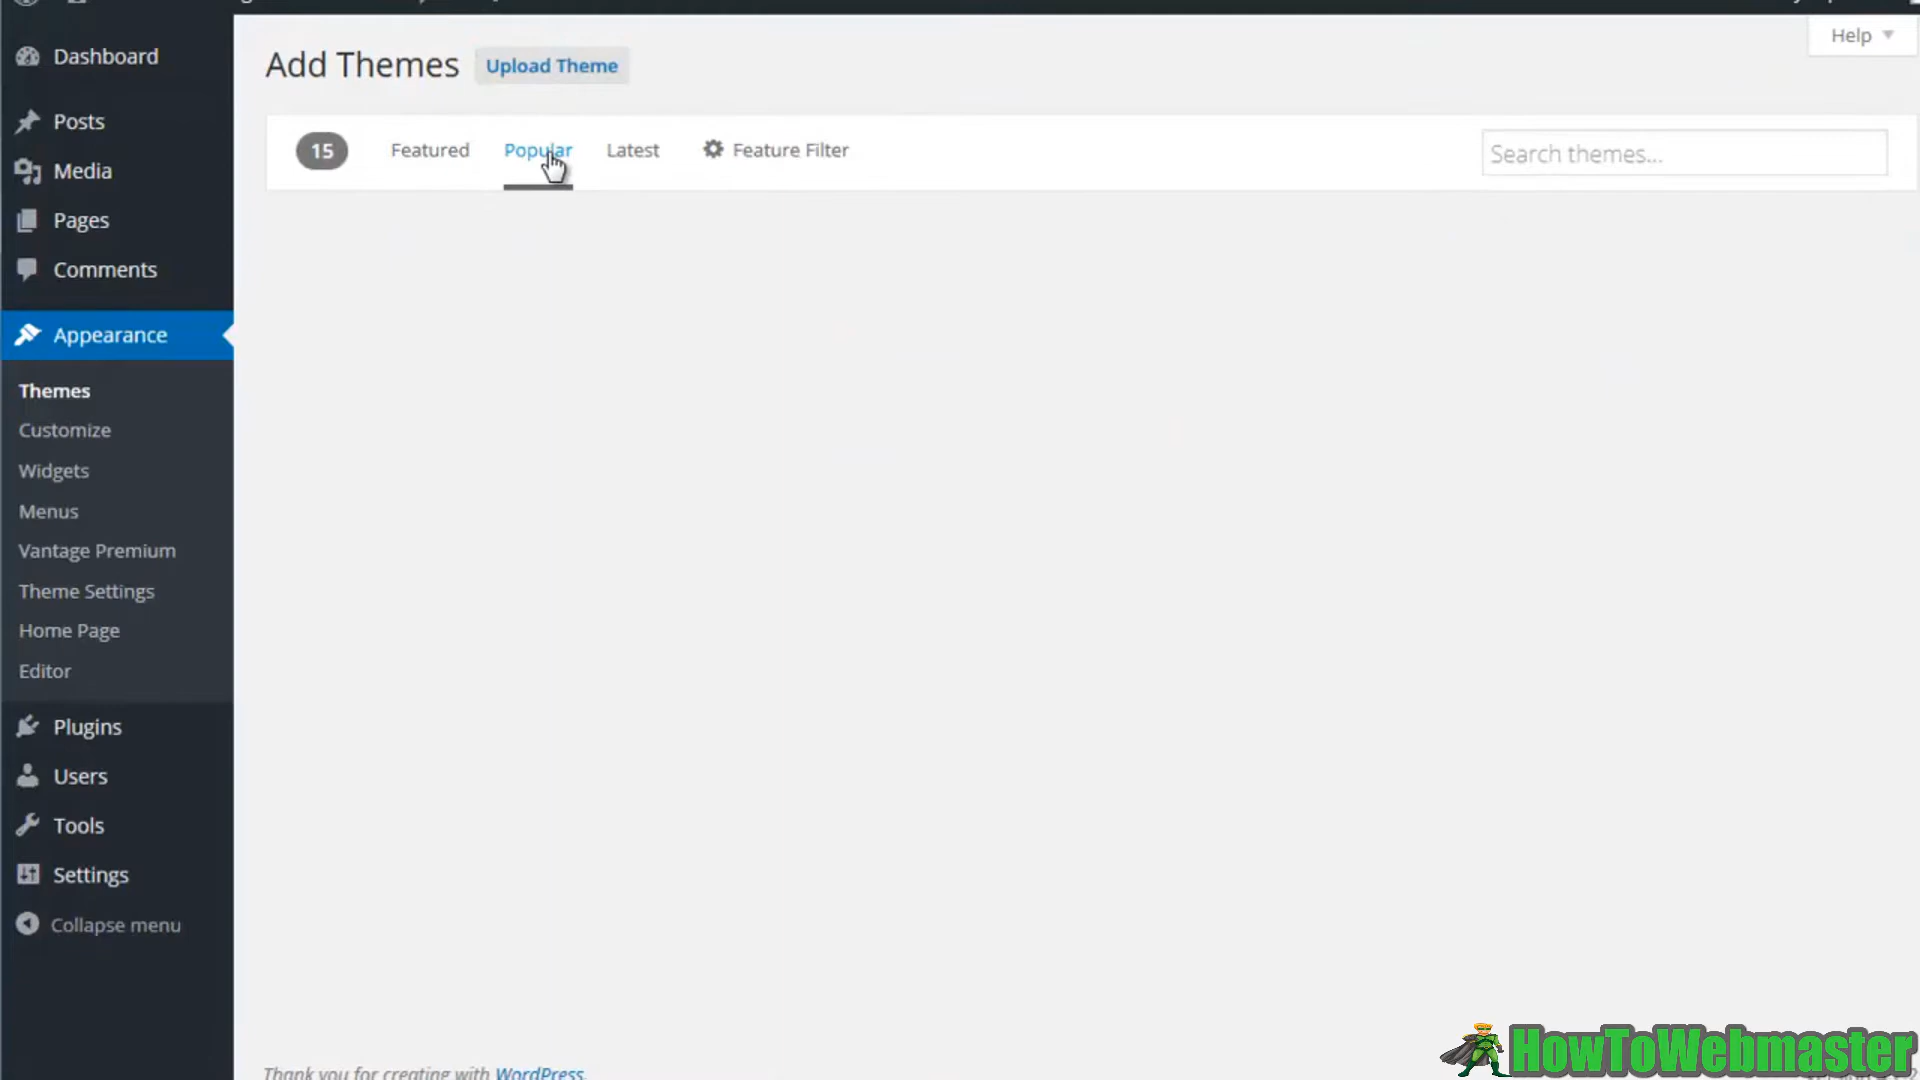 Dashboard
Posts
Media
Pages
Comments
Appearance
Themes
Customize
Widgets
Menus
Vantage Premium
Theme Settings
Home Page
Editor
Plugins
Users
Tools
Settings
Collapse menu
Help
Add Themes Upload Theme
15 Featured Popular Latest Feature Filter Search themes...
Thank you for creating with WordPress.
HowToWebmaster